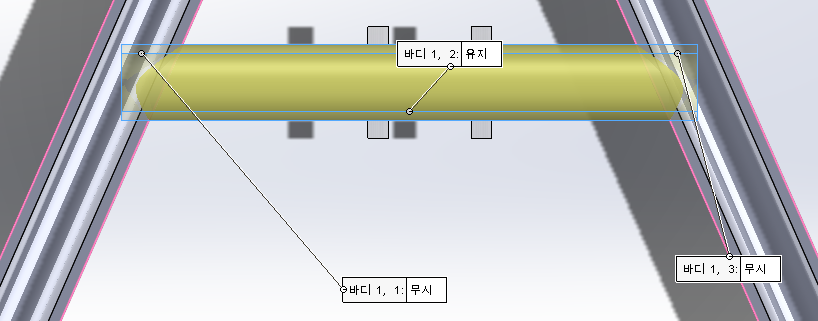 바디 1, 2: 유지
바디 1, 3: 무시
바디 1, 1: 무시